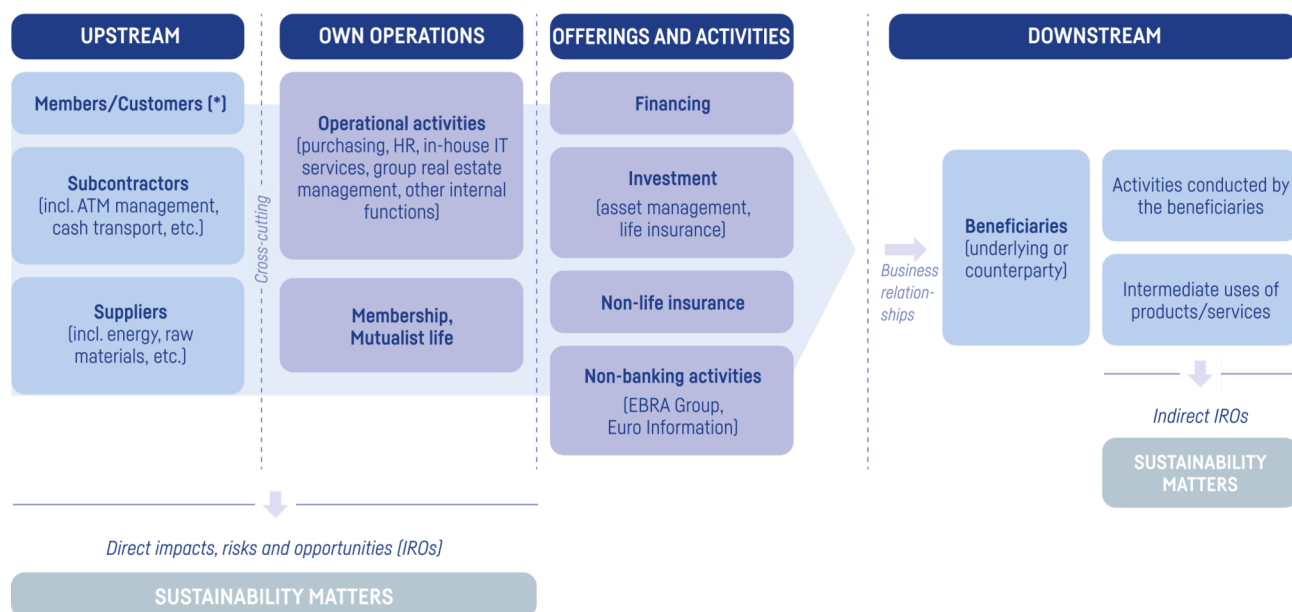 UPSTREAM
Members/Customers (*)
Subcontractors
(incl. ATM management,
cash transport, etc.)
Suppliers
(incl. energy, raw
materials, etc.)
Cross-cutting
OWN OPERATIONS
Operational activities
(purchasing, HR, in-house IT
services, group real estate
management, other internal
functions)
Membership,
Mutualist life
OFFERINGS AND ACTIVITIES
Financing
Investment
(asset management,
life insurance)
Non-life insurance
Non-banking activities
(EBRA Group,
Euro Information)
Business
relation-
ships
DOWNSTREAM
Beneficiaries
(underlying or
counterparty)
Activities conducted by
the beneficiaries
Intermediate uses of
products/services
Indirect IROs
SUSTAINABILITY
MATTERS
Direct impacts, risks and opportunities (IROs)
SUSTAINABILITY MATTERS